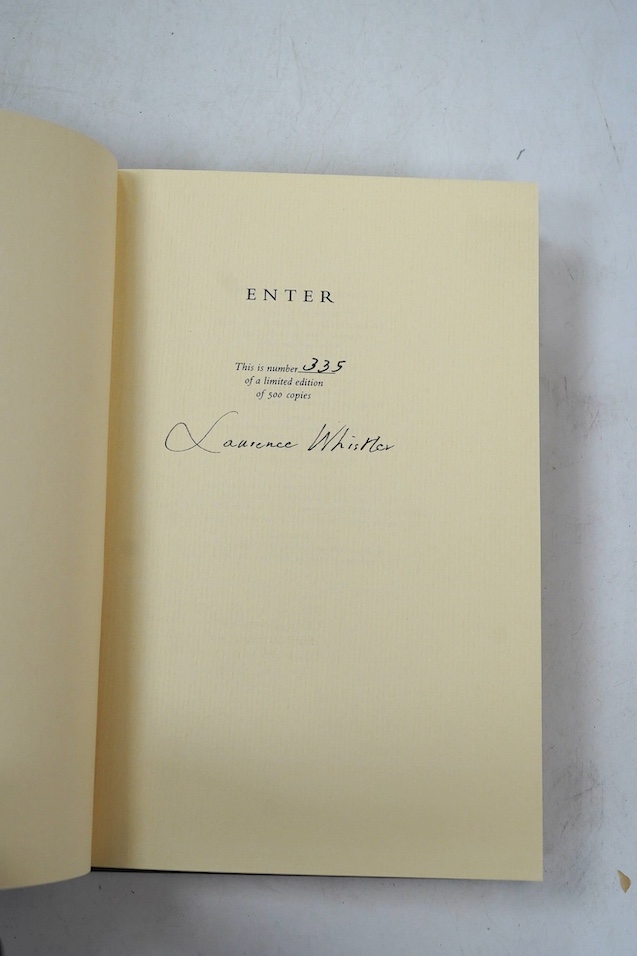 ENTER
This is number 335
of a limited edition
of 500 copies
Laurence Whistler